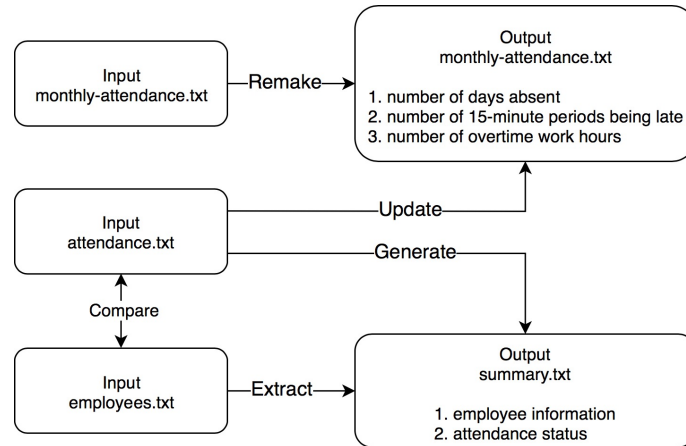 Input
monthly-attendance.txt
Remake
Output
monthly-attendance.txt
1. number of days absent
2. number of 15-minute periods being late
3. number of overtime work hours
Input
attendance.txt
Update
Generate
Compare
Input
employees.txt
Extract
Output
summary.txt
1. employee information
2. attendance status